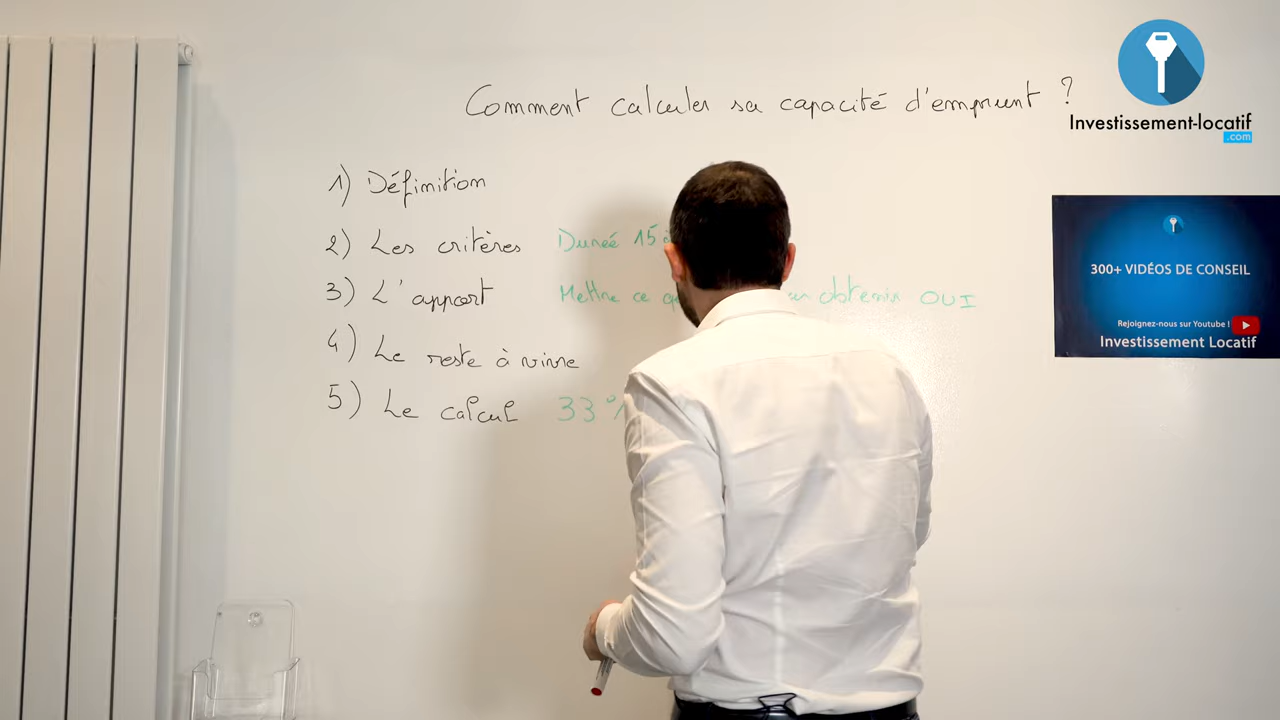 Comment calculer sa capacité d'emprunt ?
Investissement-locatif
.com
1) Définition
2) Les critères Dureé 15
3) L'apport Mettre ce obtenir OUI
4) Le reste à vivre
5) Le calcul 33%
300+ VIDÉOS DE CONSEIL
Rejoignez-nous sur Youtube !
Investissement Locatif